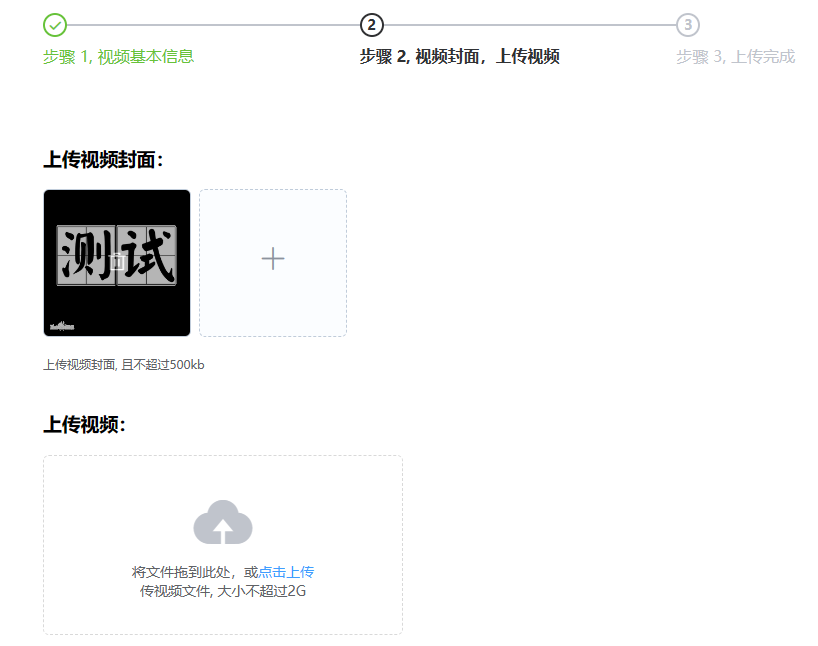 2
3
步骤 1, 视频基本信息
步骤 2, 视频封面，上传视频
步骤 3, 上传完成
上传视频封面：
测试
上传视频封面, 且不超过500kb
上传视频：
将文件拖到此处，或点击上传
传视频文件, 大小不超过2G